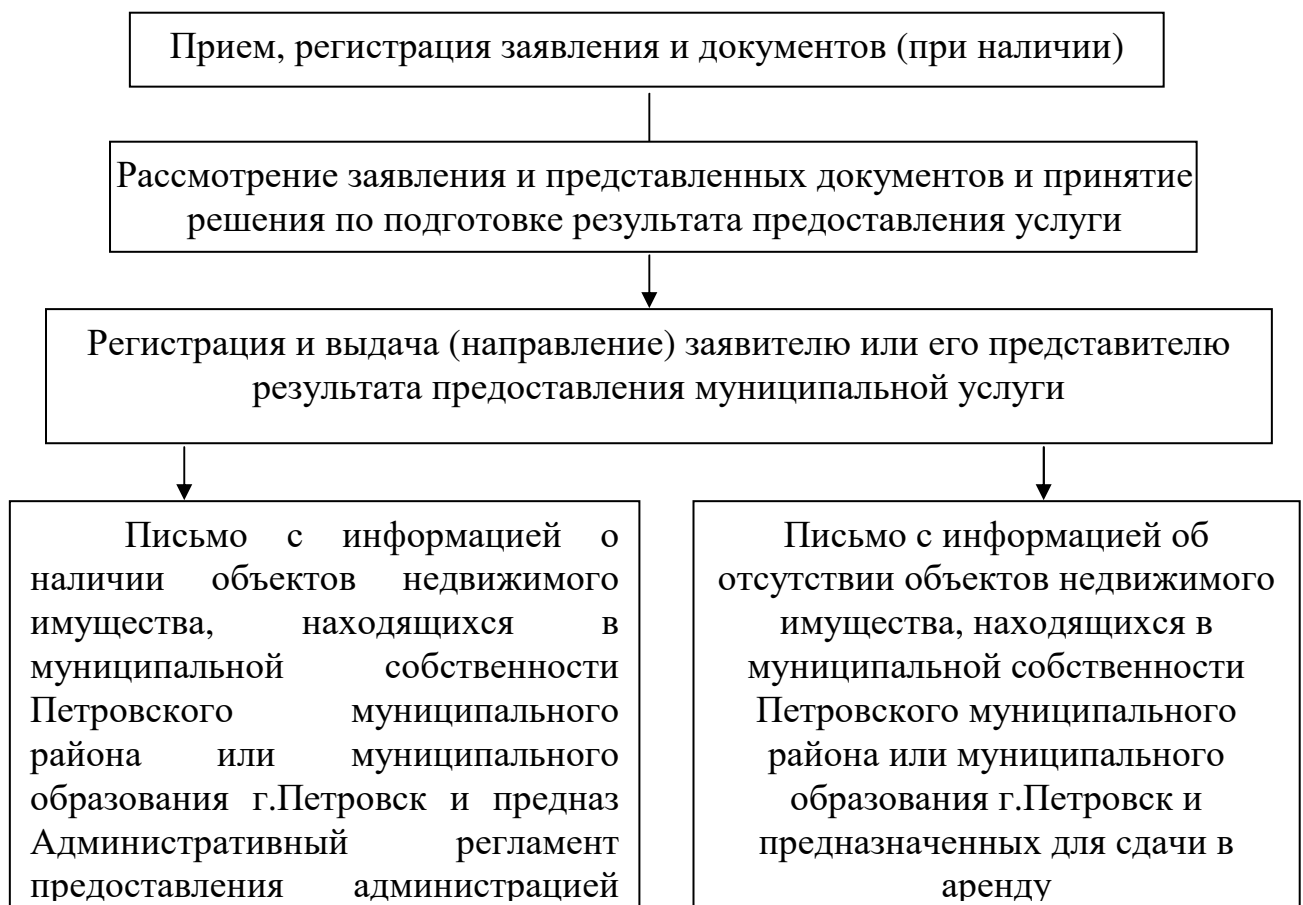 Прием, регистрация заявления и документов (при наличии)
Рассмотрение заявления и представленных документов и принятие
решения по подготовке результата предоставления услуги
Регистрация и выдача (направление) заявителю или его представителю
результата предоставления муниципальной услуги
Письмо с информацией о
наличии объектов недвижимого
имущества, находящихся в
муниципальной собственности
Петровского муниципального
района или муниципального
образования г.Петровск и предназ
Административный регламент
предоставления администрацией
Письмо с информацией об
отсутствии объектов недвижимого
имущества, находящихся в
муниципальной собственности
Петровского муниципального
района или муниципального
образования г.Петровск и
предназначенных для сдачи в
аренду